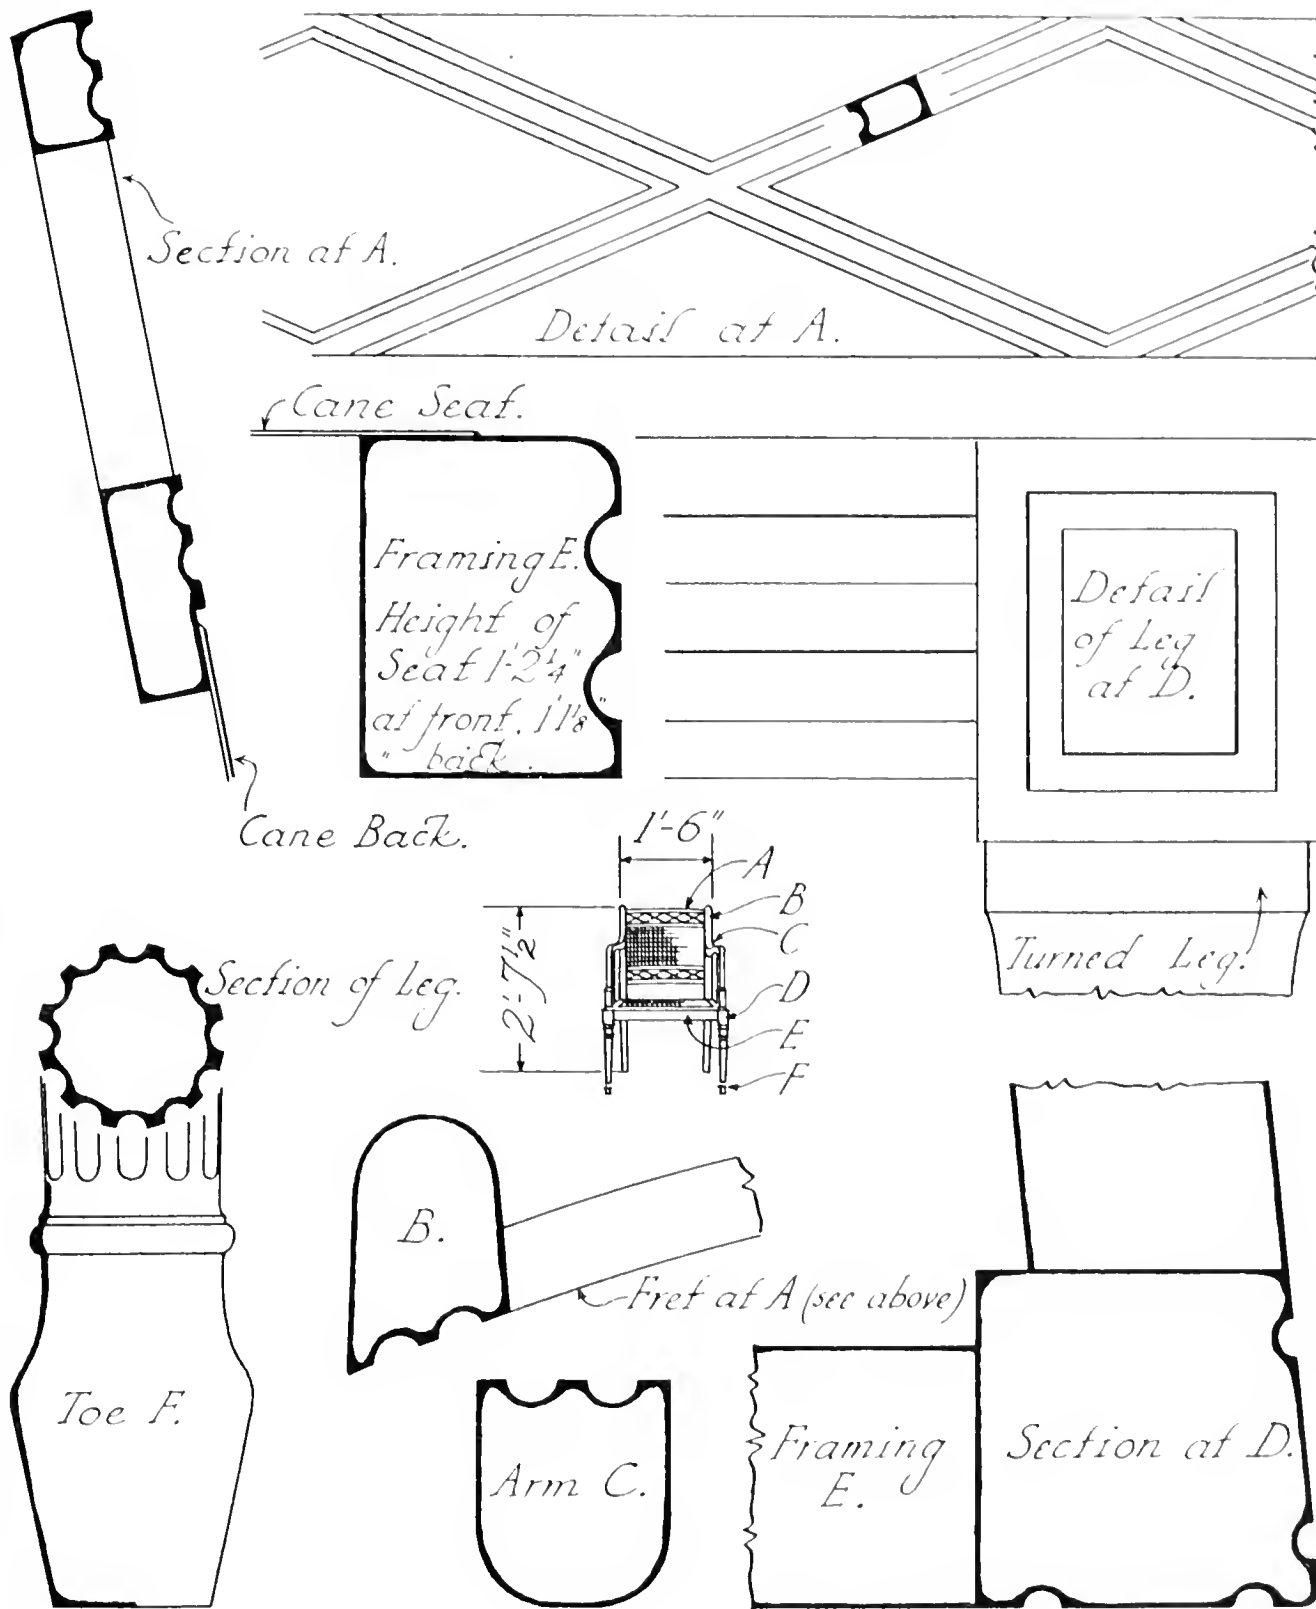 Section at A.
Detail at A.
Cane Seat.
Framing E.
Height of
Seat 1'-2¼"
at front. 1'1⅛"
" back.
Detail
of Leg
at D.
Cane Back.
1'-6"
A
B
C
D
E
F
2'-7½"
Turned Leg.
Section of Leg.
B.
Fret at A (see above)
Toe F.
Arm C.
Framing
E.
Section at D.